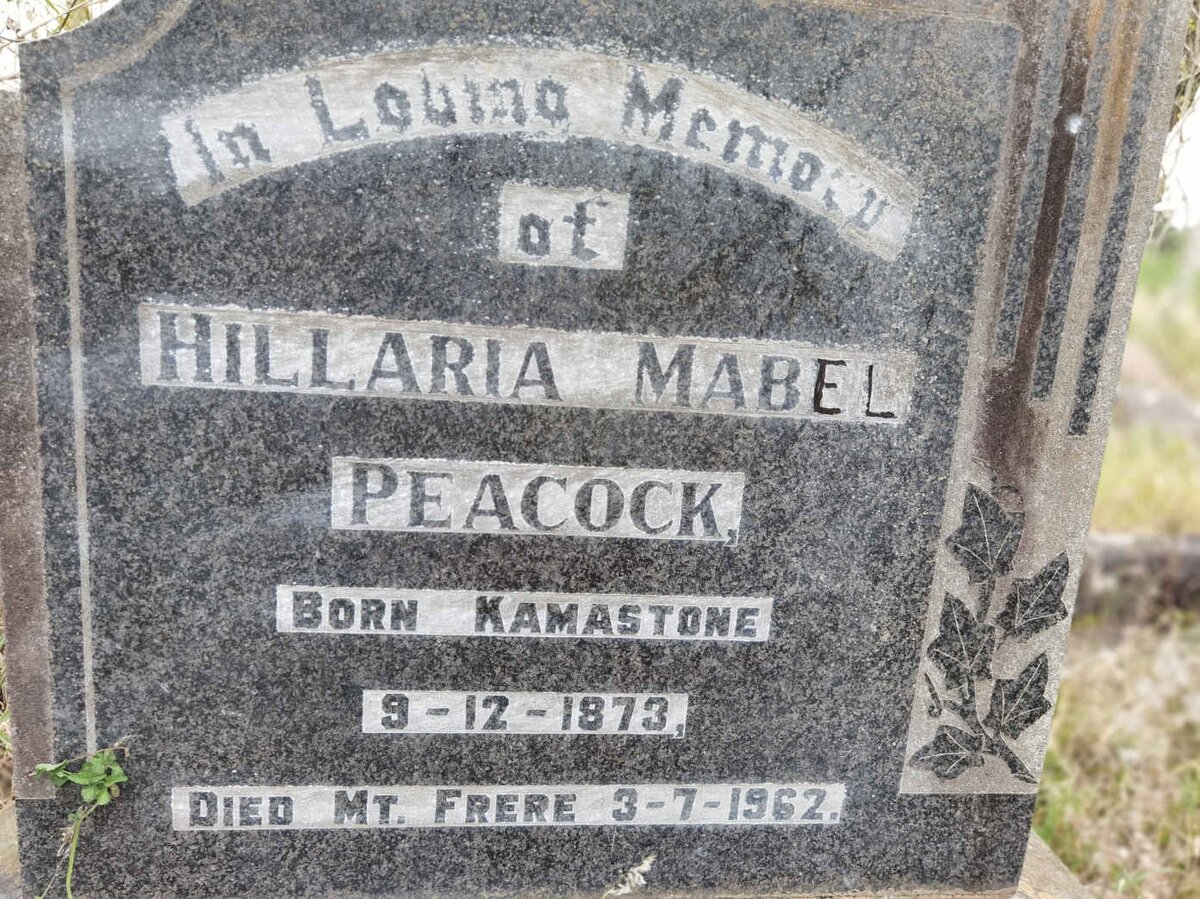 In Loving Memory
of
HILLARIA MABEL
PEACOCK,
BORN KAMASTONE
9-12-1873,
DIED MT. FRERE 3-7-1962.